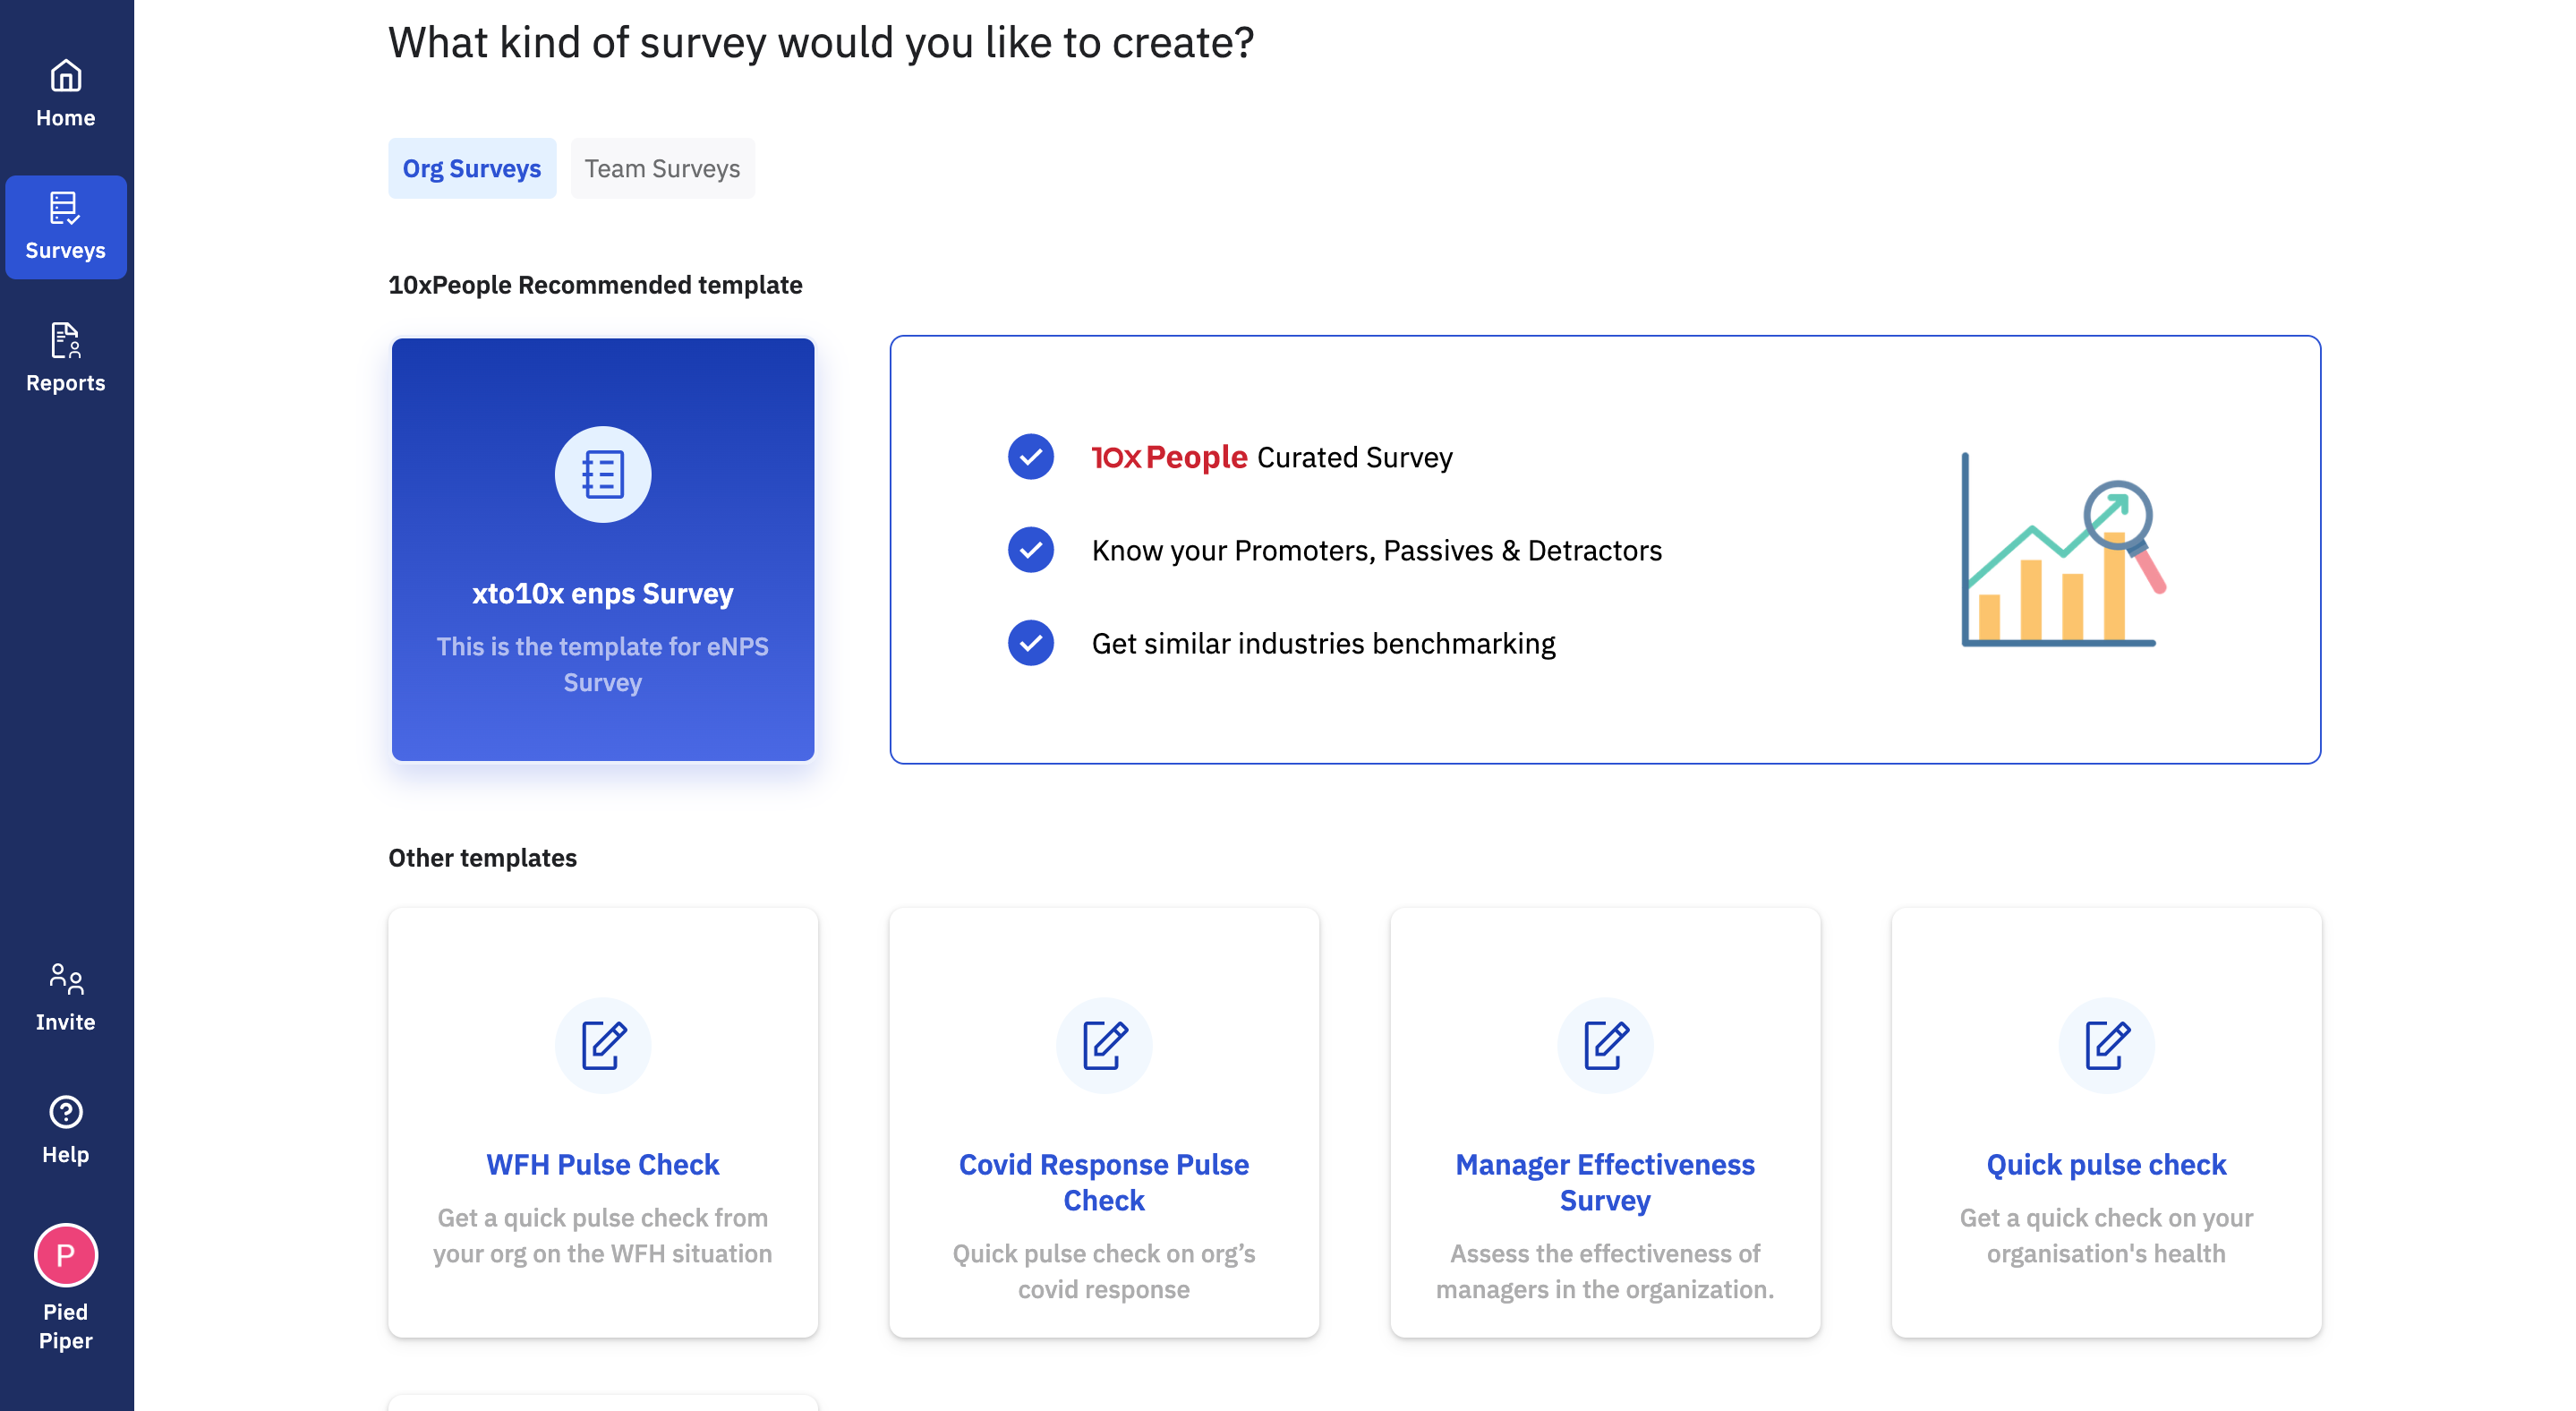 What kind of survey would you like to create?
Home
Surveys
Reports
Invite
Help
P
Pied
Piper
Org Surveys
Team Surveys
10xPeople Recommended template
xto10x enps Survey
This is the template for eNPS
Survey
10xPeople Curated Survey
Know your Promoters, Passives & Detractors
Get similar industries benchmarking
Other templates
WFH Pulse Check
Get a quick pulse check from
your org on the WFH situation
Covid Response Pulse
Check
Quick pulse check on org’s
covid response
Manager Effectiveness
Survey
Assess the effectiveness of
managers in the organization.
Quick pulse check
Get a quick check on your
organisation's health